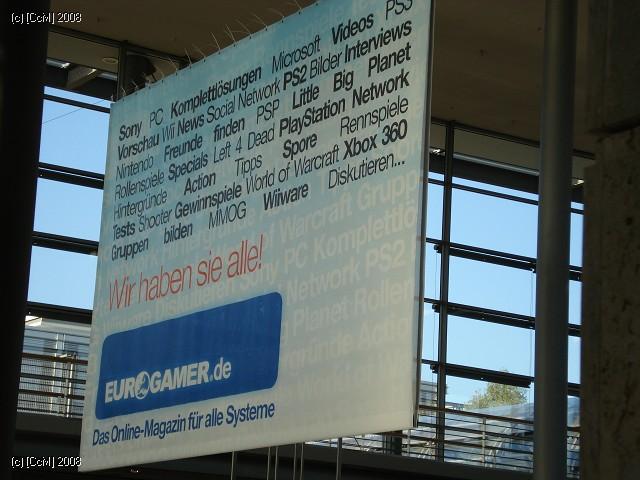 (c) [CcM] 2008
Sony PC Komplettlösungen Microsoft Videos PS3
Vorschau Wii News Social Network PS2 Bilder Interviews
Nintendo Freunde finden PSP Little Big Planet
Rollenspiele Specials Left 4 Dead PlayStation Network
Hintergründe Action Tipps Spore Rennspiele
Tests Shooter Gewinnspiele World of Warcraft Xbox 360
Gruppen bilden MMOG Wiiware Diskutieren...
Wir haben sie alle!
EUROGAMER.de
Das Online-Magazin für alle Systeme
(c) [CcM] 2008